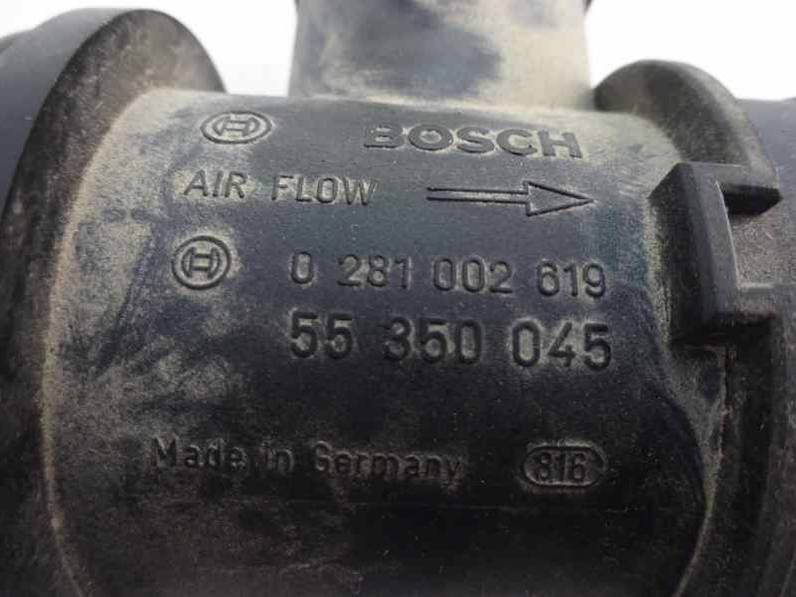 BOSCH
AIR FLOW
0 281 002 619
55 350 045
Made in Germany 816